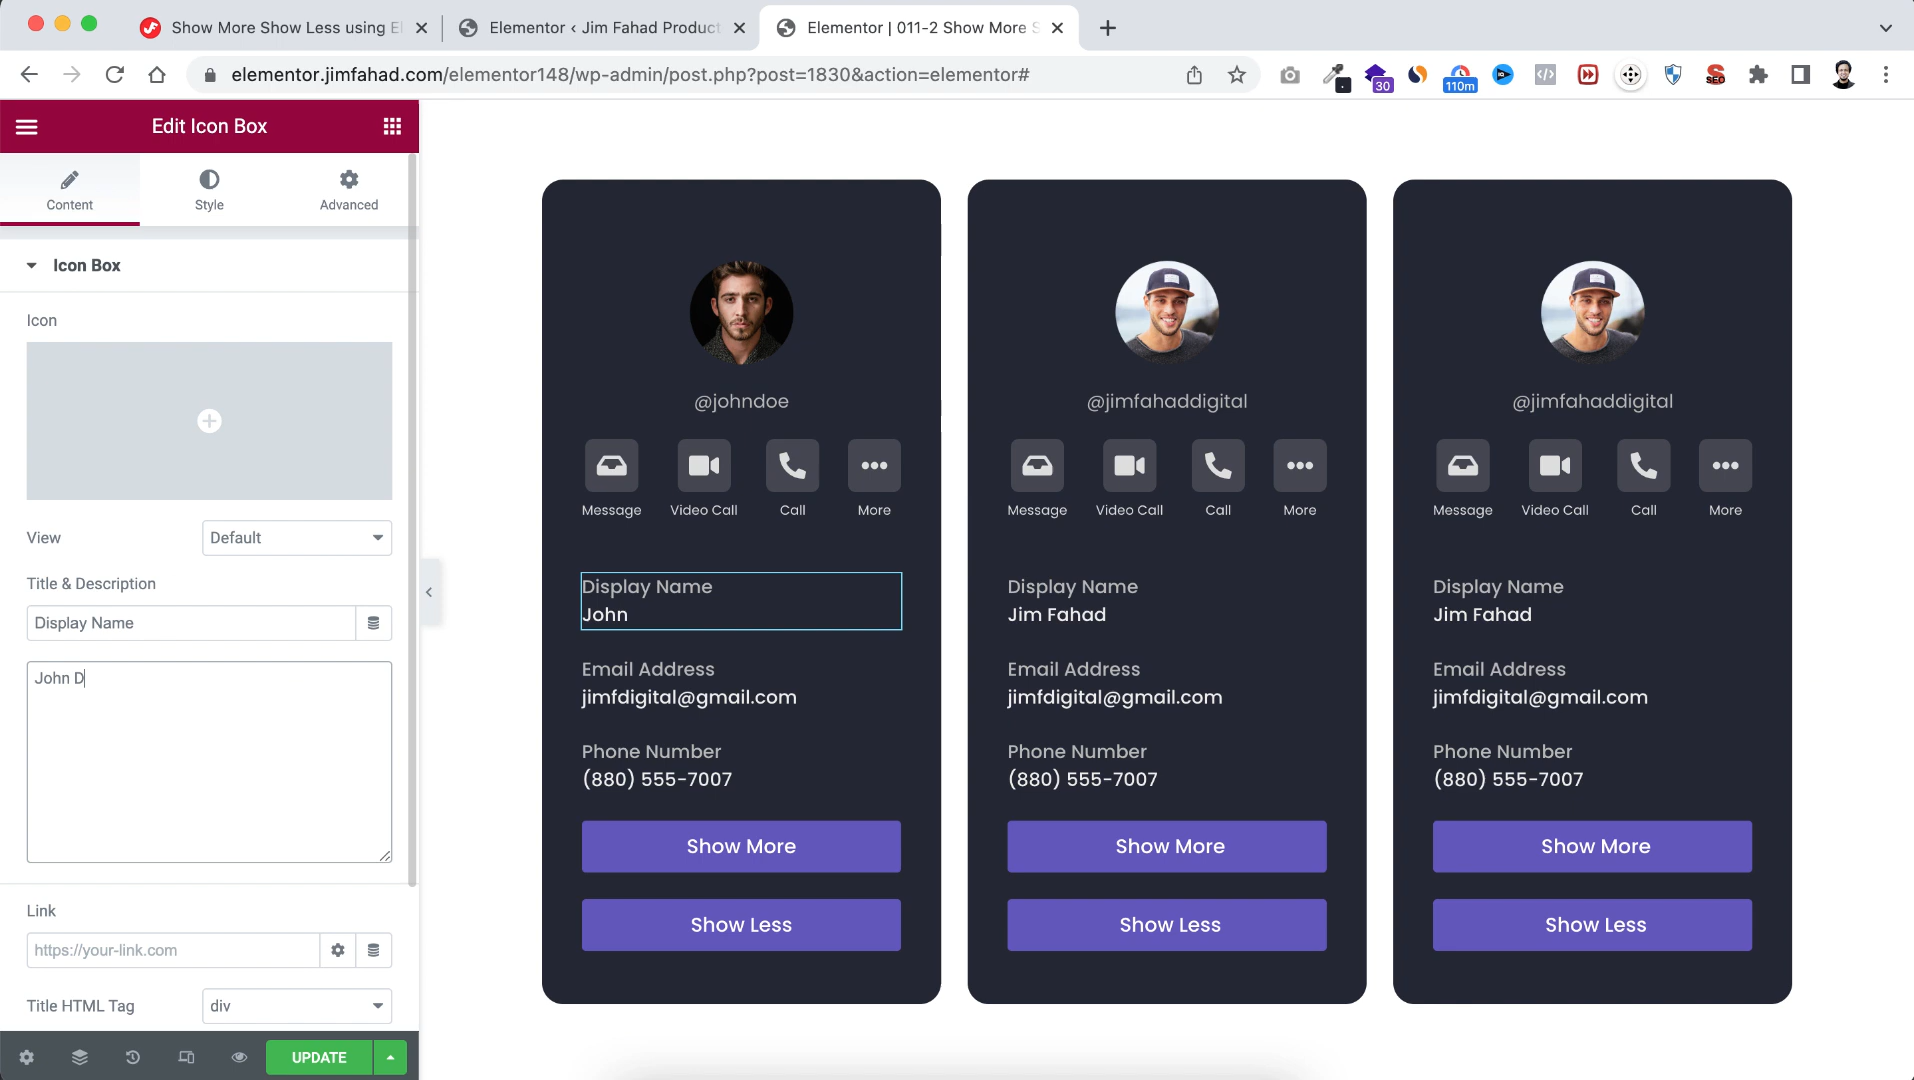 Show More Show Less using El
Elementor ‹ Jim Fahad Product
Elementor | 011-2 Show More S
elementor.jimfahad.com/elementor148/wp-admin/post.php?post=1830&action=elementor#
30
110m
SEO
Edit Icon Box
Content
Style
Advanced
Icon Box
Icon
View
Default
Title & Description
Display Name
John D
Link
https://your-link.com
Title HTML Tag
div
UPDATE
@johndoe
Message
Video Call
Call
More
Display Name
John
Email Address
jimfdigital@gmail.com
Phone Number
(880) 555-7007
Show More
Show Less
@jimfahaddigital
Message
Video Call
Call
More
Display Name
Jim Fahad
Email Address
jimfdigital@gmail.com
Phone Number
(880) 555-7007
Show More
Show Less
@jimfahaddigital
Message
Video Call
Call
More
Display Name
Jim Fahad
Email Address
jimfdigital@gmail.com
Phone Number
(880) 555-7007
Show More
Show Less